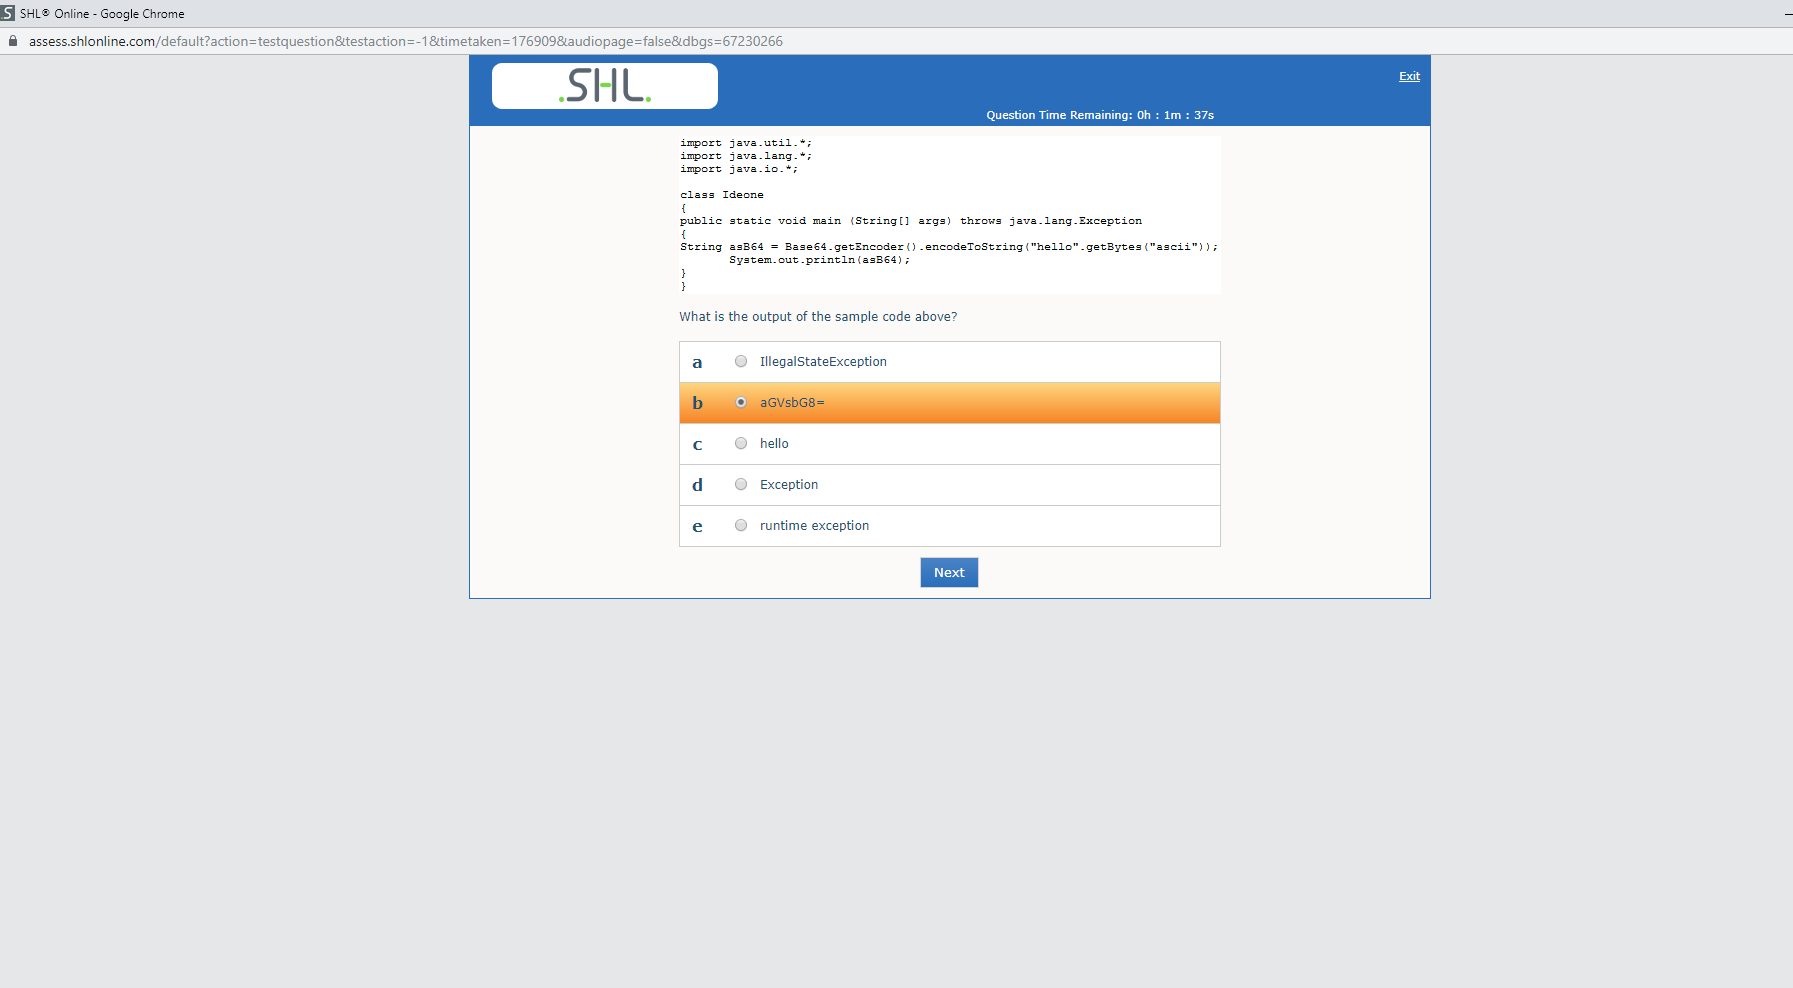 SHL® Online - Google Chrome
assess.shlonline.com/default?action=testquestion&testaction=-1&timetaken=176909&audiopage=false&dbgs=67230266
.SHL.
Exit
Question Time Remaining: 0h : 1m : 37s
import java.util.*;
import java.lang.*;
import java.io.*;
class Ideone
{
public static void main (String[] args) throws java.lang.Exception
{
String asB64 = Base64.getEncoder().encodeToString("hello".getBytes("ascii"));
System.out.println(asB64);
}
}
What is the output of the sample code above?
a IllegalStateException
b aGVsbG8=
c hello
d Exception
e runtime exception
Next